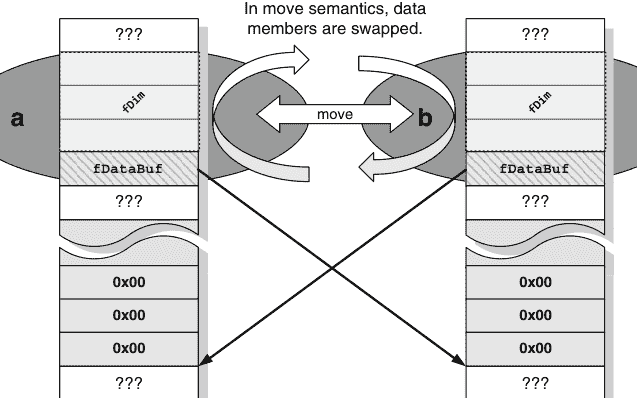 In move semantics, data
members are swapped.
???
???
fDim
fDim
a
move
b
fDataBuf
fDataBuf
???
???
0x00
0x00
0x00
0x00
0x00
0x00
???
???